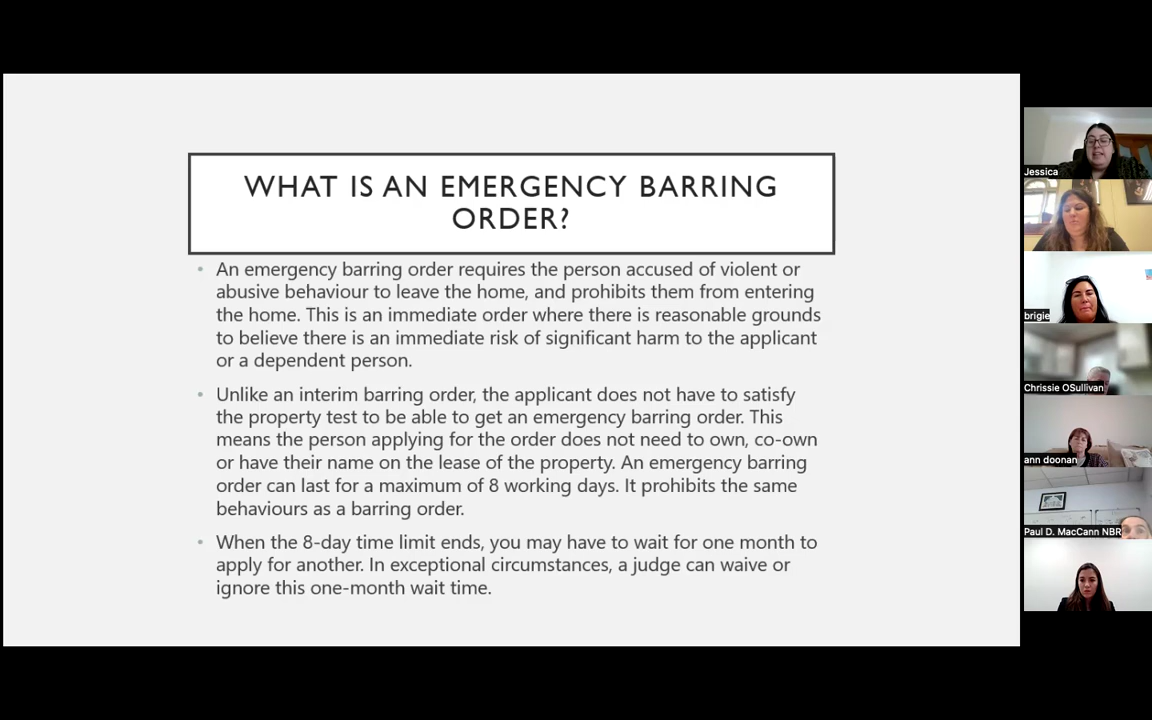 WHAT IS AN EMERGENCY BARRING
ORDER?
• An emergency barring order requires the person accused of violent or
abusive behaviour to leave the home, and prohibits them from entering
the home. This is an immediate order where there is reasonable grounds
to believe there is an immediate risk of significant harm to the applicant
or a dependent person.
• Unlike an interim barring order, the applicant does not have to satisfy
the property test to be able to get an emergency barring order. This
means the person applying for the order does not need to own, co-own
or have their name on the lease of the property. An emergency barring
order can last for a maximum of 8 working days. It prohibits the same
behaviours as a barring order.
• When the 8-day time limit ends, you may have to wait for one month to
apply for another. In exceptional circumstances, a judge can waive or
ignore this one-month wait time.
Jessica
brigie
Chrissie OSullivan
ann doonan
Paul D. MacCann NBR